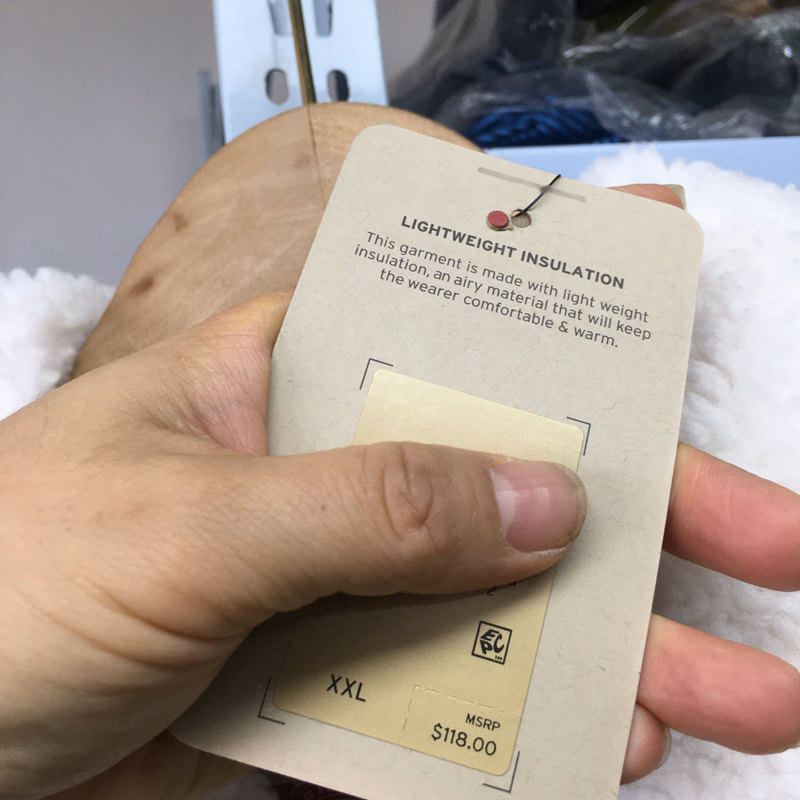 LIGHTWEIGHT INSULATION
This garment is made with light weight
insulation, an airy material that will keep
the wearer comfortable & warm.
EPC
XXL
MSRP
$118.00